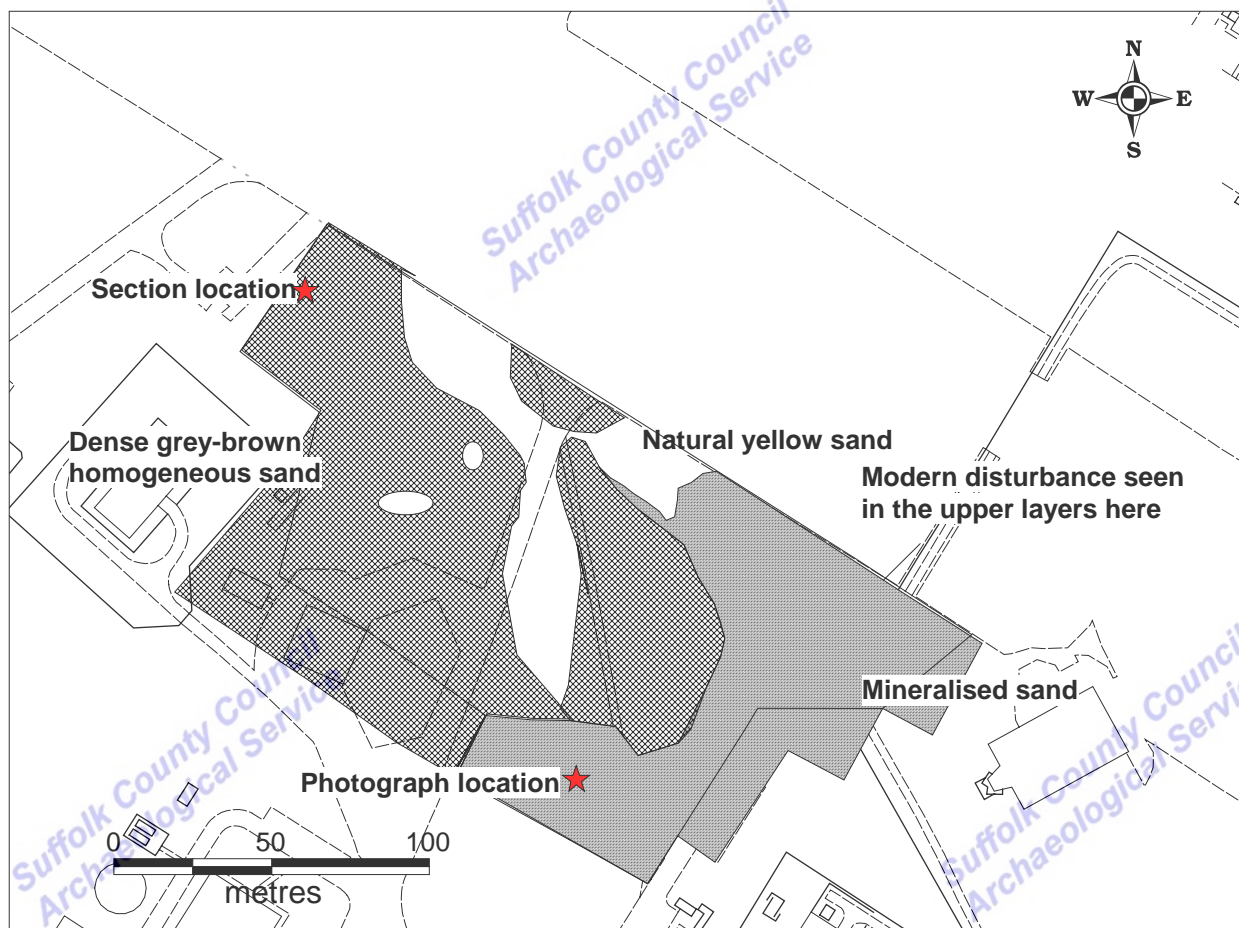 Suffolk County Council
Archaeological Service
N
W E
S
Section location
Dense grey-brown
homogeneous sand
Natural yellow sand
Modern disturbance seen
in the upper layers here
Mineralised sand
Photograph location
0 50 100
metres
Suffolk County Council
Archaeological Service
Suffolk County Council
Archaeological Service